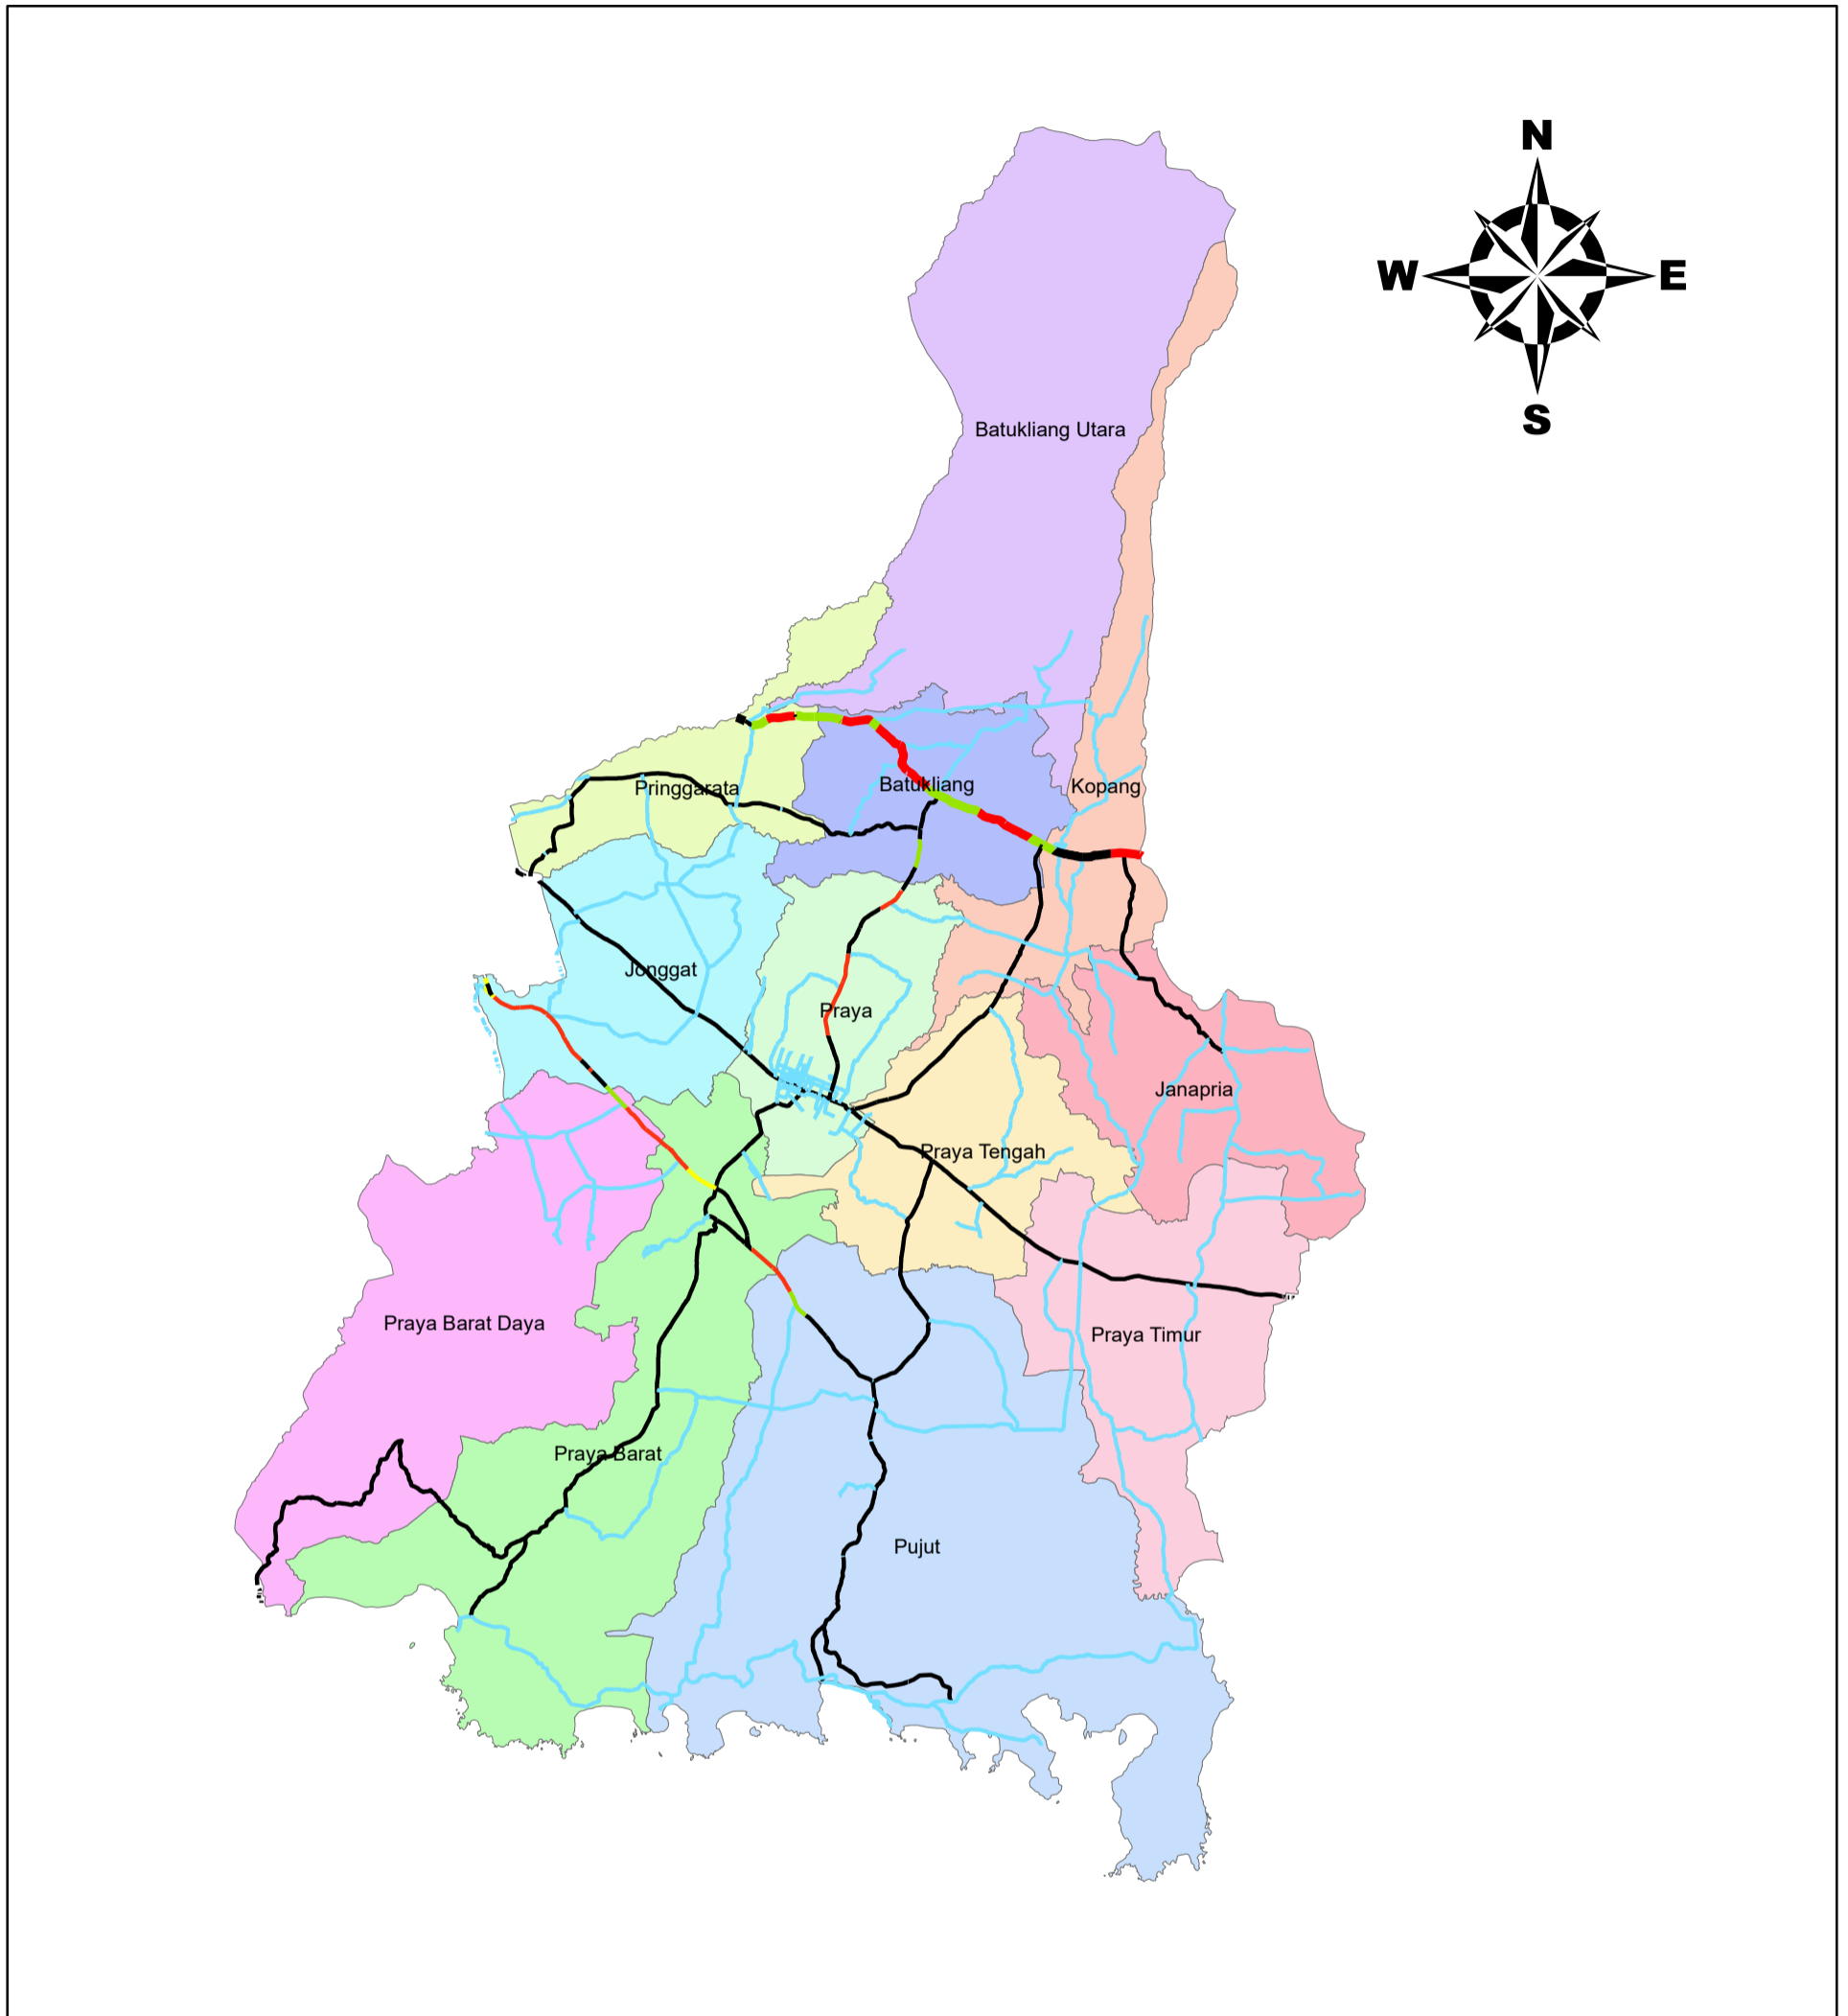 N
W
E
S
Batukliang Utara
Pringgarata
Batukliang
Kopang
Jonggat
Praya
Janapria
Praya Tengah
Praya Barat Daya
Praya Timur
Praya Barat
Pujut